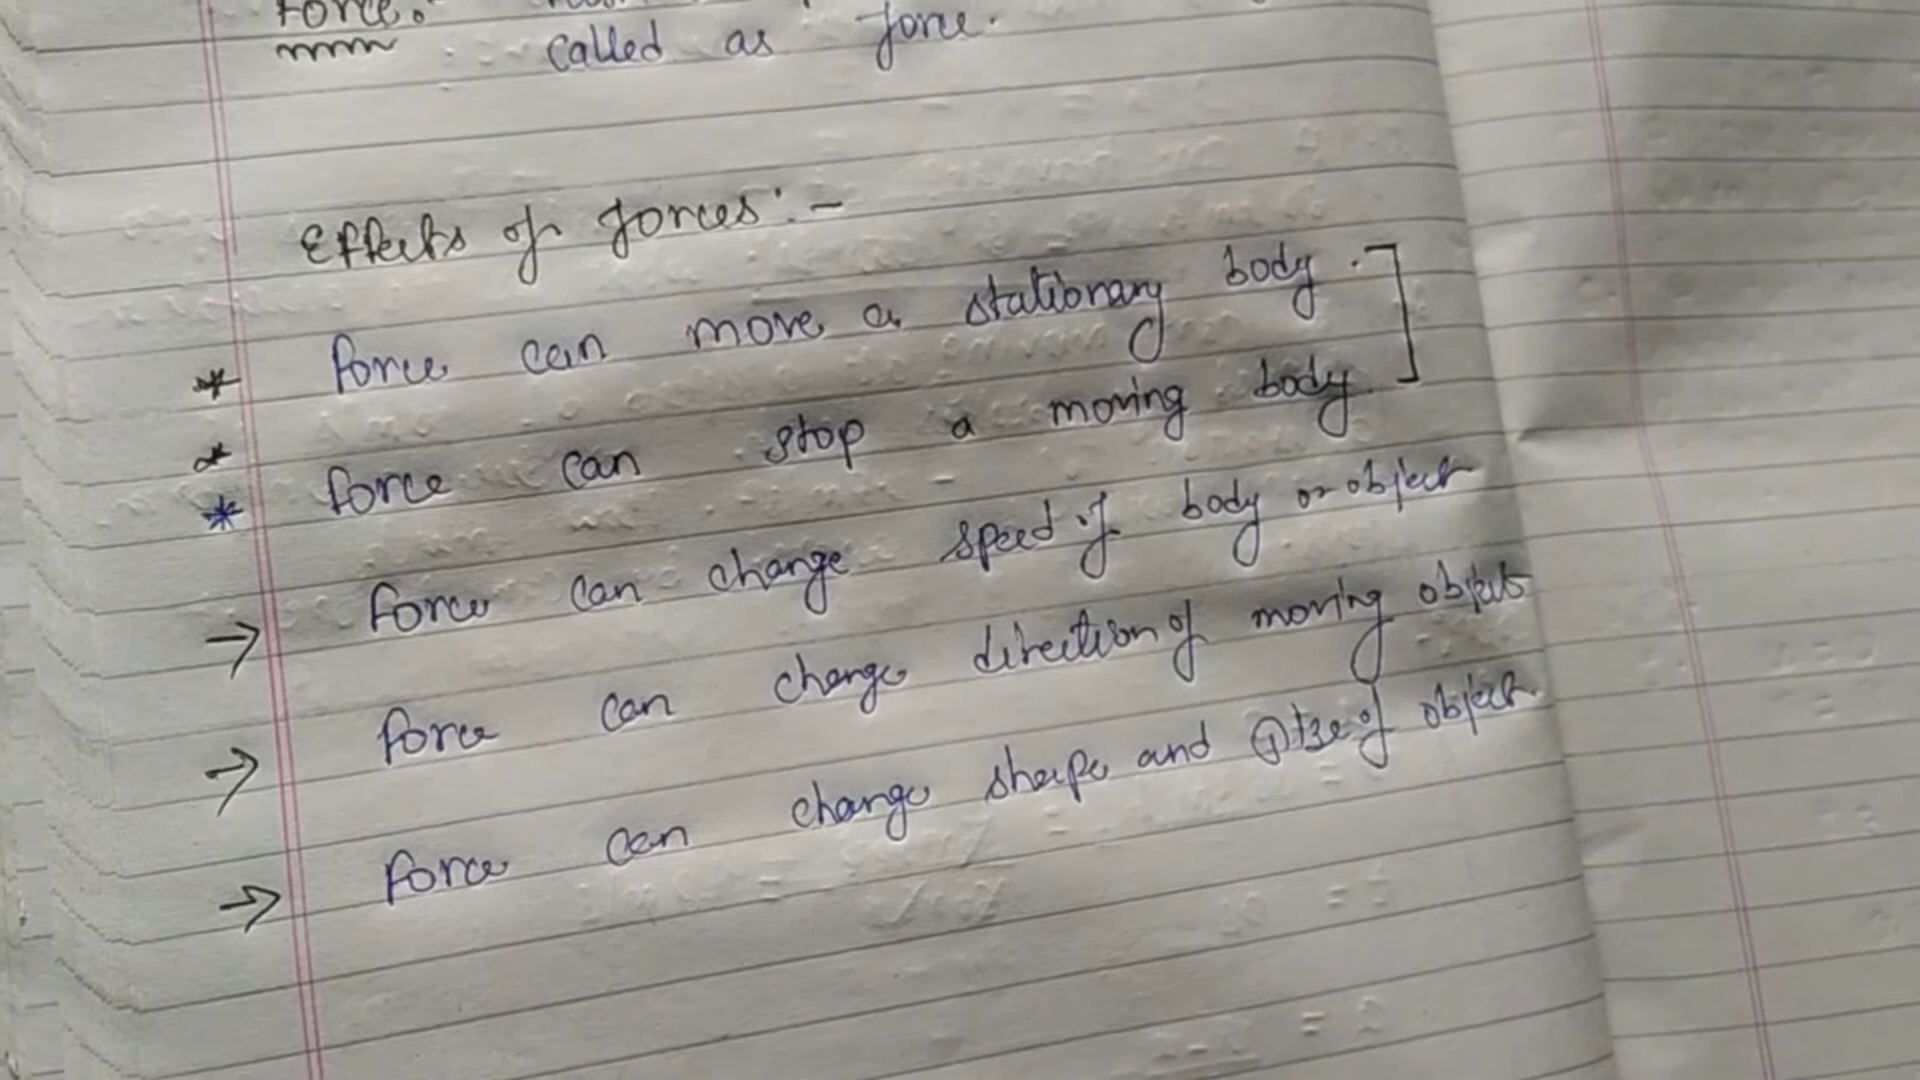 Force:
called as force.
Effects of forces :-
* Force can move a stationary body.
* Force can stop a moving body
*
→ Force can change speed of body or object
→ Force can change direction of moving objects
→ Force can change shape and size of object